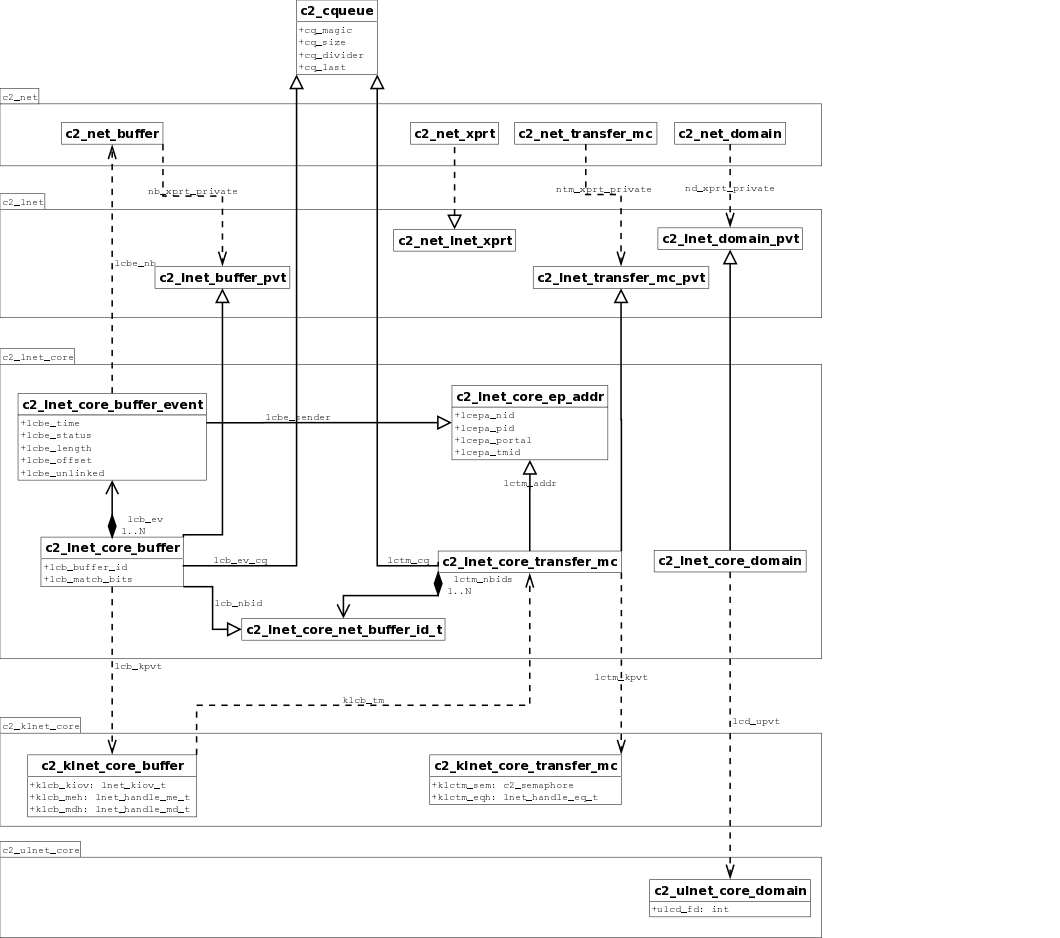 c2_cqueue
+cq_magic
+cq_size
+cq_divider
+cq_last
c2_net
c2_net_buffer
c2_net_xprt
c2_net_transfer_mc
c2_net_domain
nb_xprt_private
ntm_xprt_private
nd_xprt_private
c2_lnet
c2_net_lnet_xprt
c2_lnet_domain_pvt
lcbe_nb
c2_lnet_buffer_pvt
c2_lnet_transfer_mc_pvt
c2_lnet_core
c2_lnet_core_buffer_event
+lcbe_time
+lcbe_status
+lcbe_length
+lcbe_offset
+lcbe_unlinked
lcbe_sender
c2_lnet_core_ep_addr
+lcepa_nid
+lcepa_pid
+lcepa_portal
+lcepa_tmid
lctm_addr
lcb_ev
1..N
c2_lnet_core_buffer
+lcb_buffer_id
+lcb_match_bits
lcb_ev_cq
lctm_cq
c2_lnet_core_transfer_mc
c2_lnet_core_domain
lctm_nbids
1..N
lcb_nbid
c2_lnet_core_net_buffer_id_t
lcb_kpvt
lctm_kpvt
klcb_tm
lcd_upvt
c2_klnet_core
c2_klnet_core_buffer
+klcb_kiov: lnet_kiov_t
+klcb_meh: lnet_handle_me_t
+klcb_mdh: lnet_handle_md_t
c2_klnet_core_transfer_mc
+klctm_sem: c2_semaphore
+klctm_eqh: lnet_handle_eq_t
c2_ulnet_core
c2_ulnet_core_domain
+ulcd_fd: int